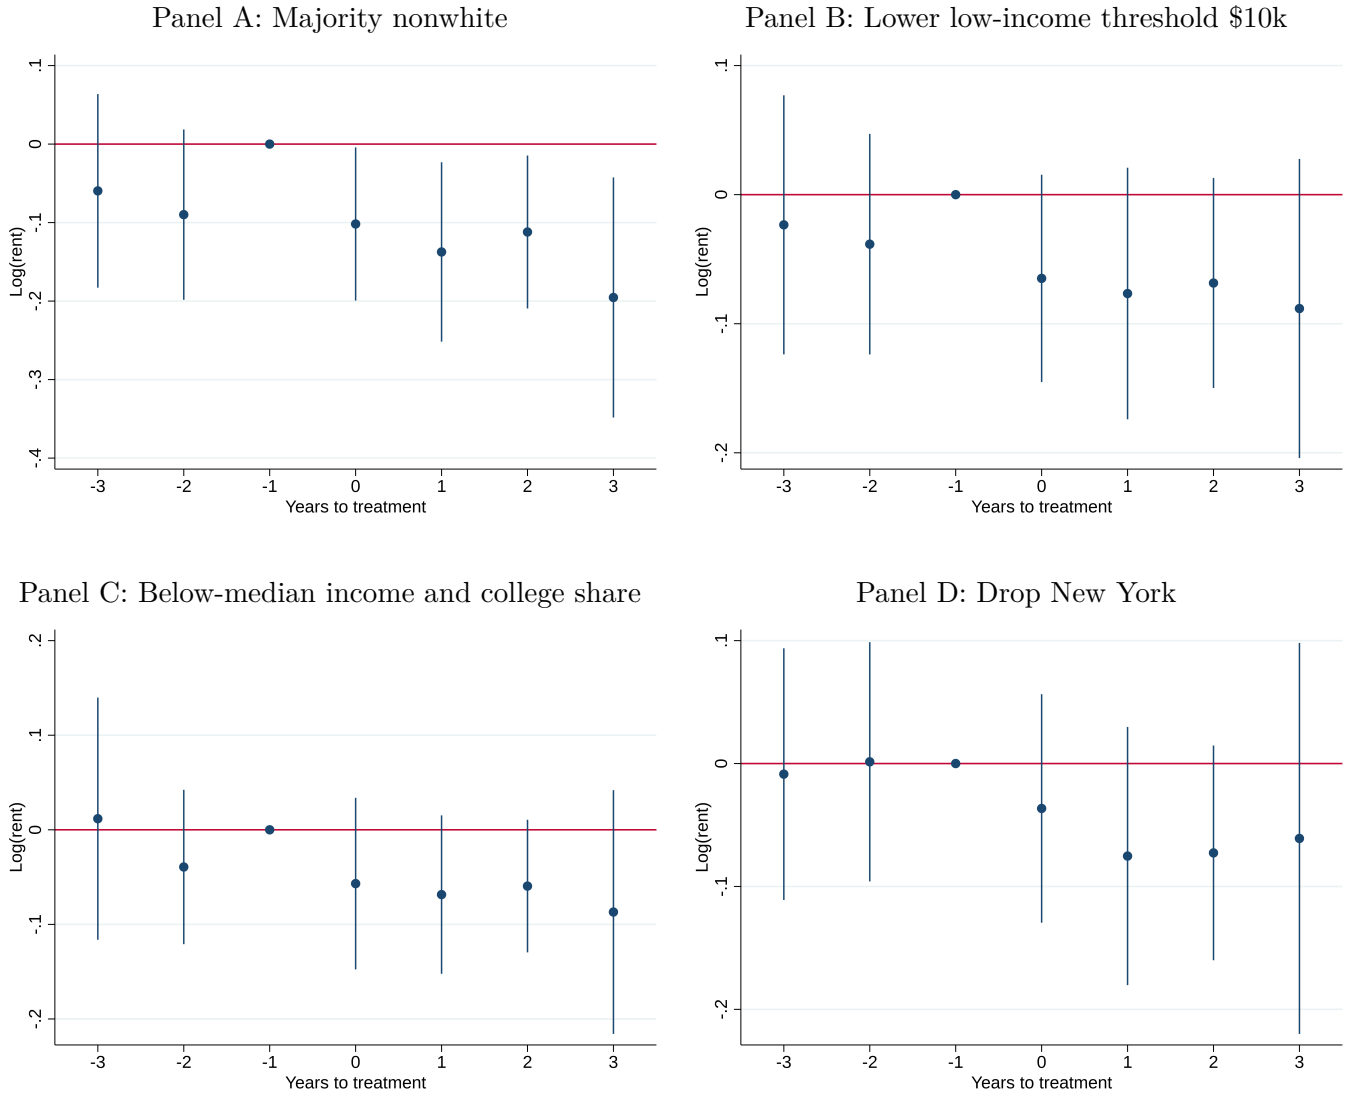 Panel A: Majority nonwhite
.1
0
-.1
-.2
-.3
-.4
Log(rent)
-3 -2 -1 0 1 2 3
Years to treatment
Panel B: Lower low-income threshold $10k
.1
0
-.1
-.2
Log(rent)
-3 -2 -1 0 1 2 3
Years to treatment
Panel C: Below-median income and college share
.2
.1
0
-.1
-.2
Log(rent)
-3 -2 -1 0 1 2 3
Years to treatment
Panel D: Drop New York
.1
0
-.1
-.2
Log(rent)
-3 -2 -1 0 1 2 3
Years to treatment